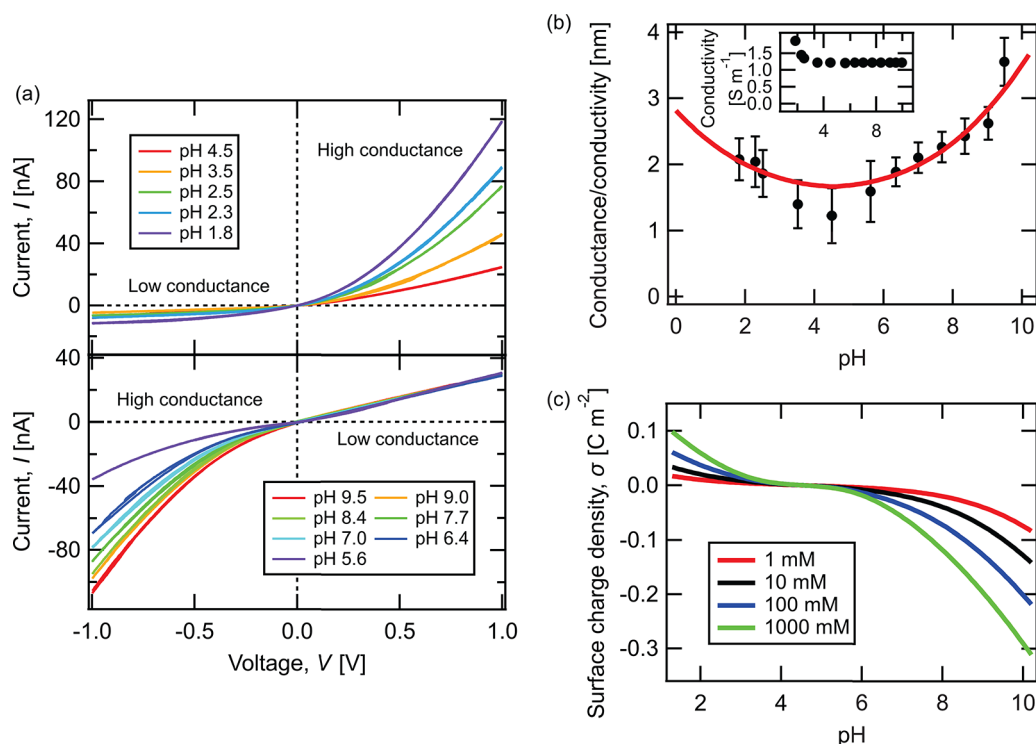 (a)
Current, I [nA]
120
80
40
0
pH 4.5
pH 3.5
pH 2.5
pH 2.3
pH 1.8
High conductance
Low conductance
Current, I [nA]
40
0
-40
-80
High conductance
Low conductance
pH 9.5 pH 9.0
pH 8.4 pH 7.7
pH 7.0 pH 6.4
pH 5.6
-1.0 -0.5 0.0 0.5 1.0
Voltage, V [V]
(b)
Conductance/conductivity [nm]
4
3
2
1
0
Conductivity
[S m⁻¹]
1.5
1.0
0.0
4 8
0 2 4 6 8 10
pH
(c)
Surface charge density, σ [C m⁻²]
0.1
0.0
-0.1
-0.2
-0.3
1 mM
10 mM
100 mM
1000 mM
2 4 6 8 10
pH